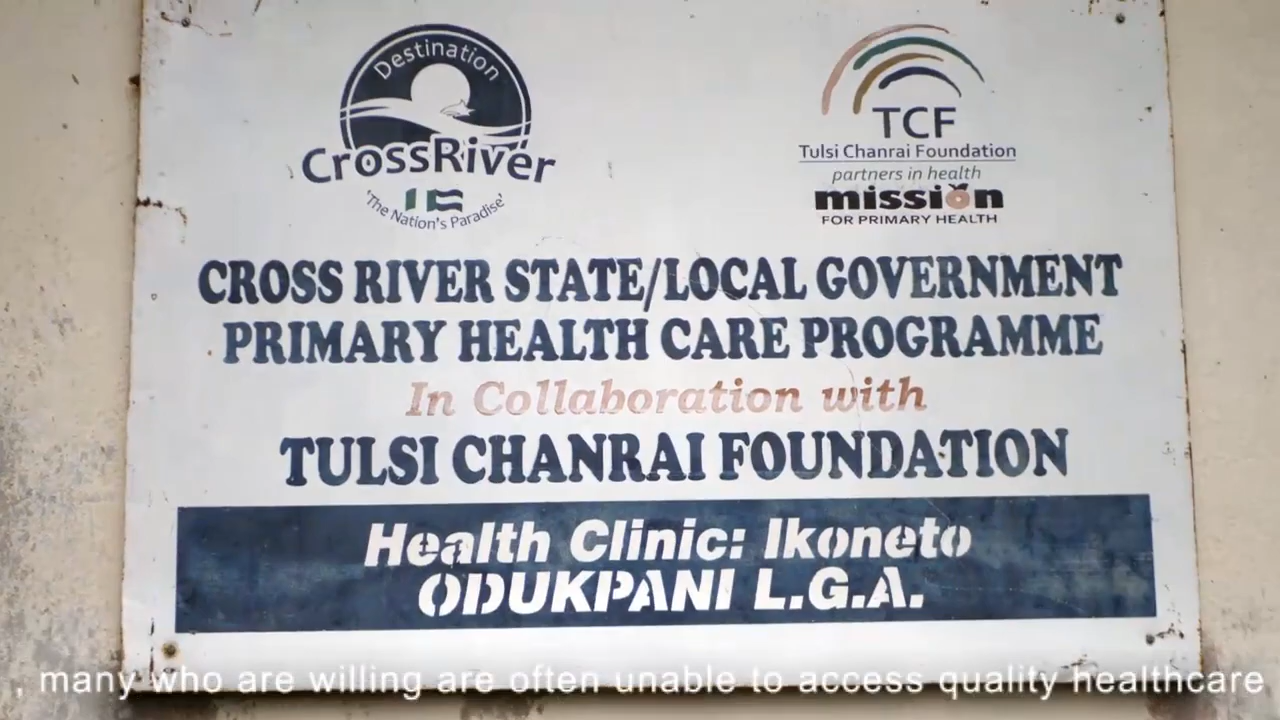 Destination
CrossRiver
'The Nation's Paradise'
TCF
Tulsi Chanrai Foundation
partners in health
mission
FOR PRIMARY HEALTH
CROSS RIVER STATE/LOCAL GOVERNMENT
PRIMARY HEALTH CARE PROGRAMME
In Collaboration with
TULSI CHANRAI FOUNDATION
Health Clinic: Ikoneto
ODUKPANI L.G.A.
, many who are willing are often unable to access quality healthcare